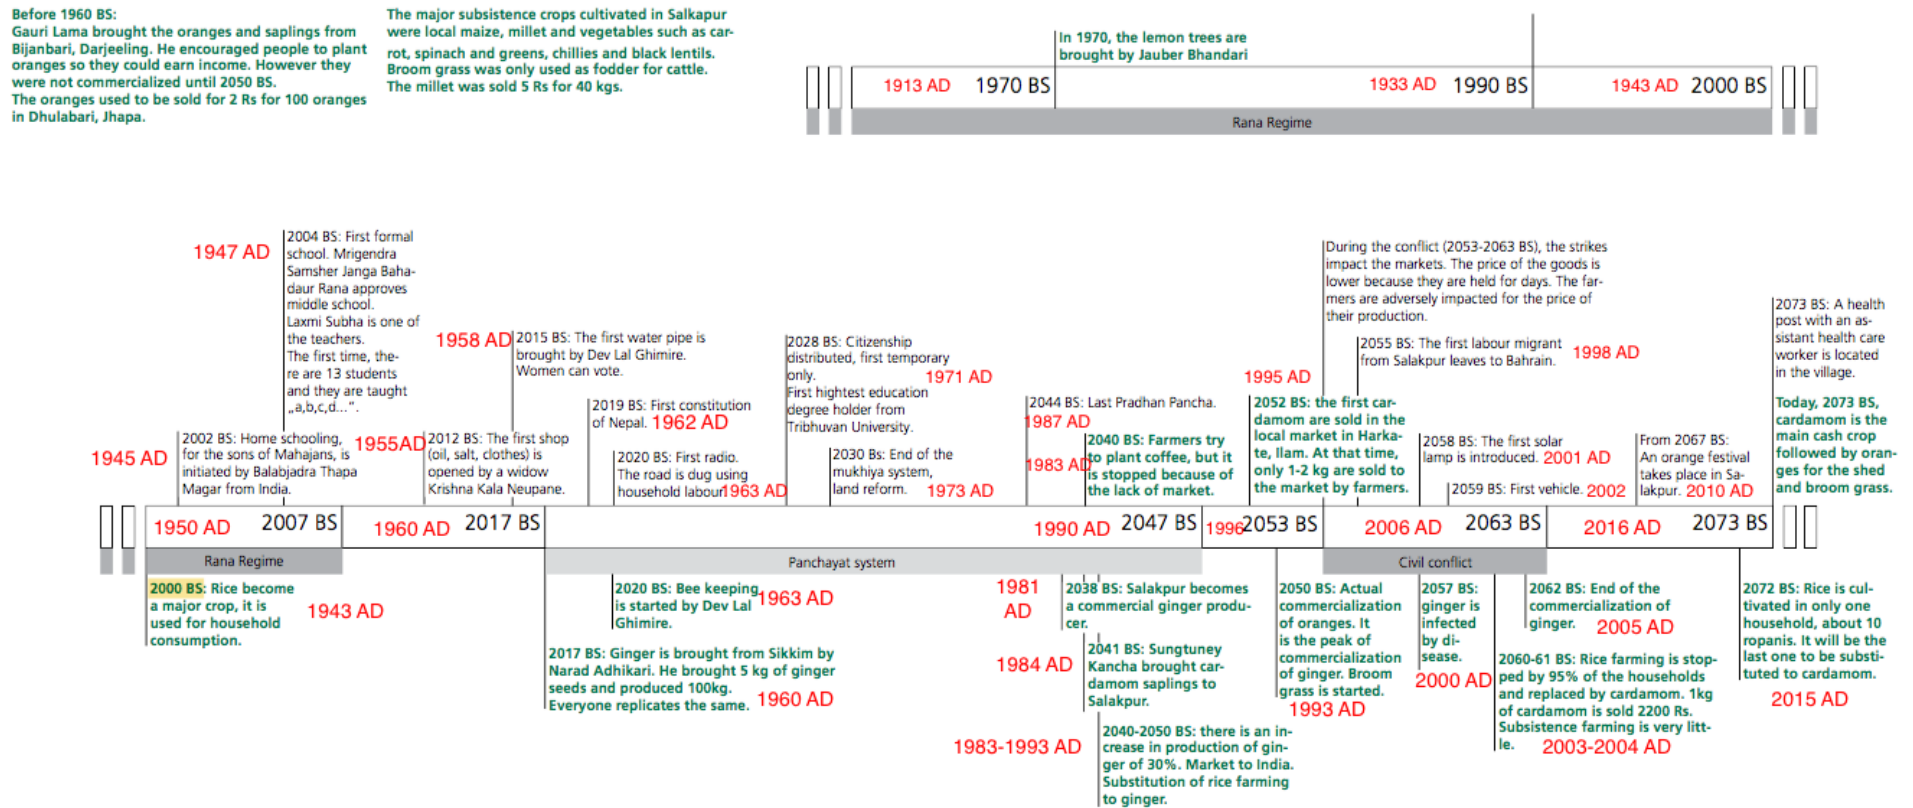 Before 1960 BS:
Gauri Lama brought the oranges and saplings from
Bijanbari, Darjeeling. He encouraged people to plant
oranges so they could earn income. However they
were not commercialized until 2050 BS.
The oranges used to be sold for 2 Rs for 100 oranges
in Dhulabari, Jhapa.
The major subsistence crops cultivated in Salkapur
were local maize, millet and vegetables such as car-
rot, spinach and greens, chillies and black lentils.
Broom grass was only used as fodder for cattle.
The millet was sold 5 Rs for 40 kgs.
In 1970, the lemon trees are
brought by Jauber Bhandari
1913 AD 1970 BS
1933 AD 1990 BS
1943 AD 2000 BS
Rana Regime
1947 AD
2004 BS: First formal
school. Mrigendra
Samsher Janga Baha-
daur Rana approves
middle school.
Laxmi Subha is one of
the teachers.
The first time, the-
re are 13 students
and they are taught
„a,b,c,d...“.
1945 AD
2002 BS: Home schooling,
for the sons of Mahajans, is
initiated by Balabjadra Thapa
Magar from India.
1955AD
2012 BS: The first shop
(oil, salt, clothes) is
opened by a widow
Krishna Kala Neupane.
1958 AD
2015 BS: The first water pipe is
brought by Dev Lal Ghimire.
Women can vote.
2019 BS: First constitution
of Nepal. 1962 AD
2020 BS: First radio.
The road is dug using
household labour 1963 AD
2028 BS: Citizenship
distributed, first temporary
only.
1971 AD
First hightest education
degree holder from
Tribhuvan University.
2030 BS: End of the
mukhiya system,
land reform. 1973 AD
2044 BS: Last Pradhan Pancha.
1987 AD
1983 AD
2040 BS: Farmers try
to plant coffee, but it
is stopped because of
the lack of market.
1995 AD
2052 BS: the first car-
damom are sold in the
local market in Harka-
te, Ilam. At that time,
only 1-2 kg are sold to
the market by farmers.
During the conflict (2053-2063 BS), the strikes
impact the markets. The price of the goods is
lower because they are held for days. The far-
mers are adversely impacted for the price of
their production.
2055 BS: The first labour migrant
from Salakpur leaves to Bahrain. 1998 AD
2058 BS: The first solar
lamp is introduced. 2001 AD
2059 BS: First vehicle. 2002
From 2067 BS:
An orange festival
takes place in Sa-
lakpur. 2010 AD
2073 BS: A health
post with an as-
sistant health care
worker is located
in the village.
Today, 2073 BS,
cardamom is the
main cash crop
followed by oran-
ges for the shed
and broom grass.
1950 AD 2007 BS
1960 AD 2017 BS
1990 AD 2047 BS
1996 2053 BS
2006 AD 2063 BS
2016 AD 2073 BS
Rana Regime
Panchayat system
Civil conflict
2000 BS: Rice become
a major crop, it is
used for household
consumption.
1943 AD
2017 BS: Ginger is brought from Sikkim by
Narad Adhikari. He brought 5 kg of ginger
seeds and produced 100kg.
Everyone replicates the same. 1960 AD
2020 BS: Bee keeping
is started by Dev Lal
Ghimire.
1963 AD
1981
AD
2038 BS: Salakpur becomes
a commercial ginger produ-
cer.
1984 AD
2041 BS: Sungtuney
Kancha brought car-
damom saplings to
Salakpur.
1983-1993 AD
2040-2050 BS: there is an in-
crease in production of gin-
ger of 30%. Market to India.
Substitution of rice farming
to ginger.
2050 BS: Actual
commercialization
of oranges. It
is the peak of
commercialization
of ginger. Broom
grass is started.
1993 AD
2057 BS:
ginger is
infected
by di-
sease.
2000 AD
2062 BS: End of the
commercialization of
ginger. 2005 AD
2060-61 BS: Rice farming is stop-
ped by 95% of the households
and replaced by cardamom. 1kg
of cardamom is sold 2200 Rs.
Subsistence farming is very litt-
le. 2003-2004 AD
2072 BS: Rice is cul-
tivated in only one
household, about 10
ropanis. It will be the
last one to be substi-
tuted to cardamom.
2015 AD